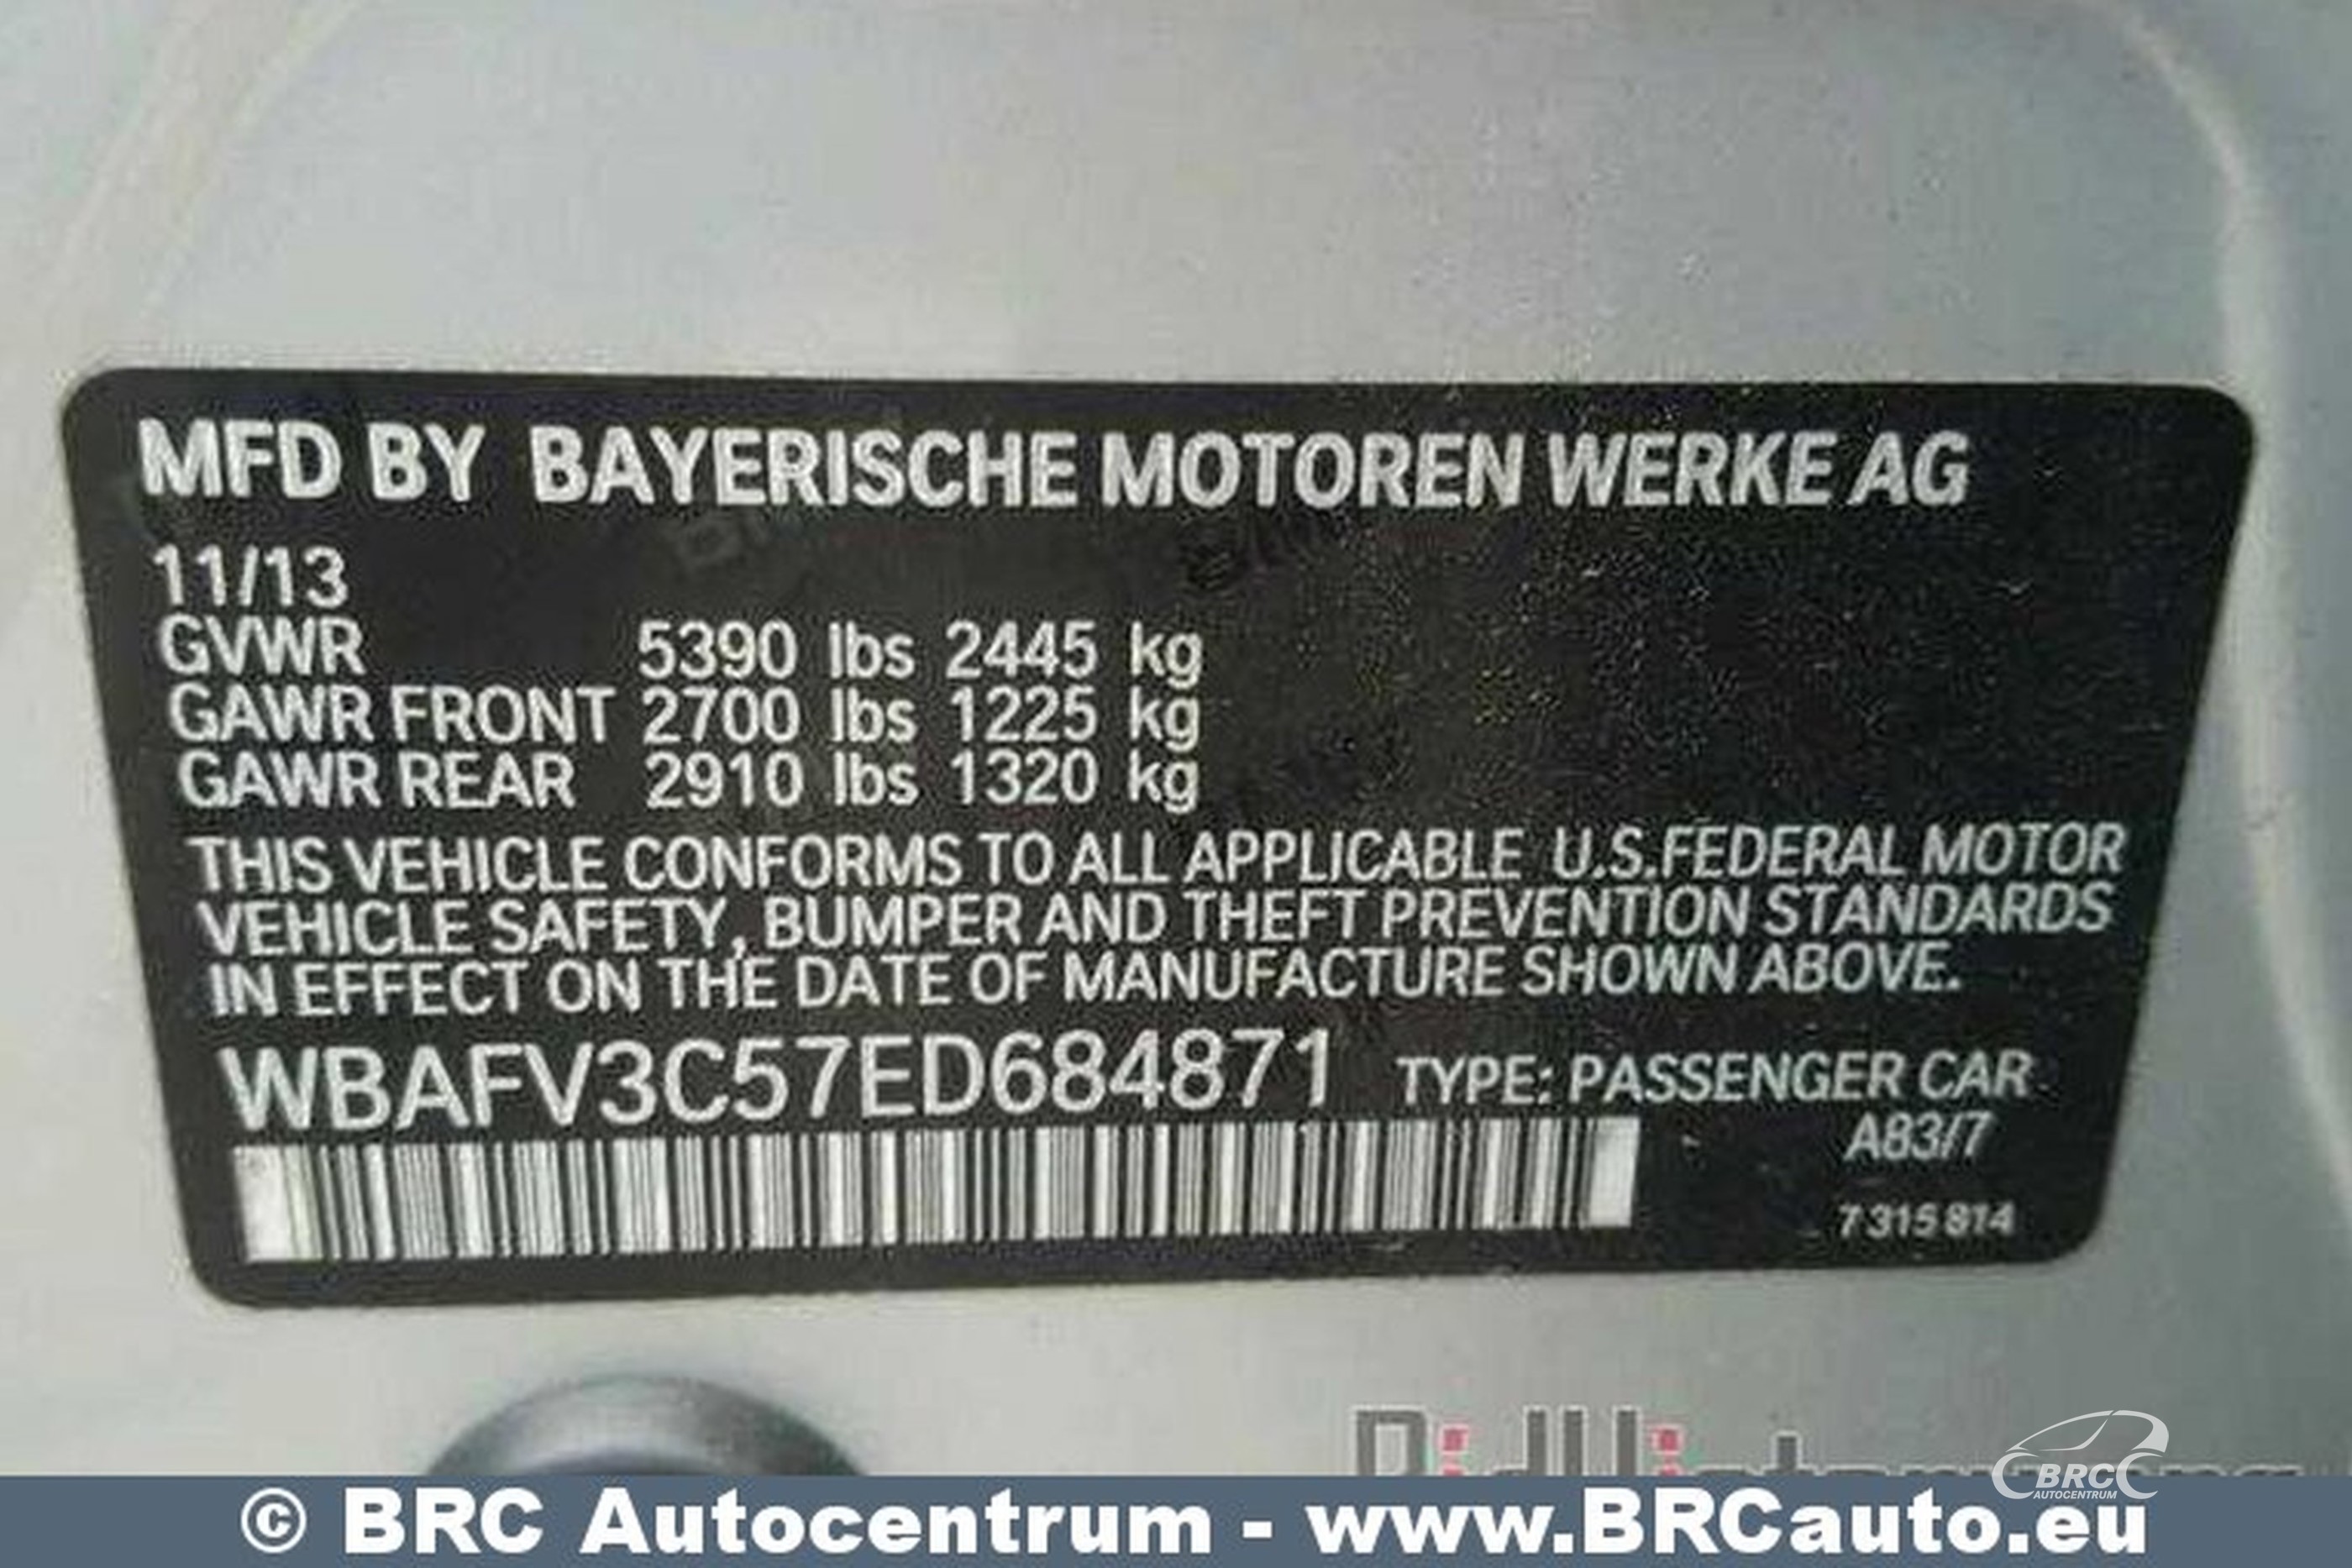 MFD BY BAYERISCHE MOTOREN WERKE AG
11/13
GVWR 5390 lbs 2445 kg
GAWR FRONT 2700 lbs 1225 kg
GAWR REAR 2910 lbs 1320 kg
THIS VEHICLE CONFORMS TO ALL APPLICABLE U.S.FEDERAL MOTOR
VEHICLE SAFETY, BUMPER AND THEFT PREVENTION STANDARDS
IN EFFECT ON THE DATE OF MANUFACTURE SHOWN ABOVE.
WBAFV3C57ED684871 TYPE: PASSENGER CAR
A83/7
7 315 814
BRC
AUTOCENTRUM
© BRC Autocentrum - www.BRCauto.eu